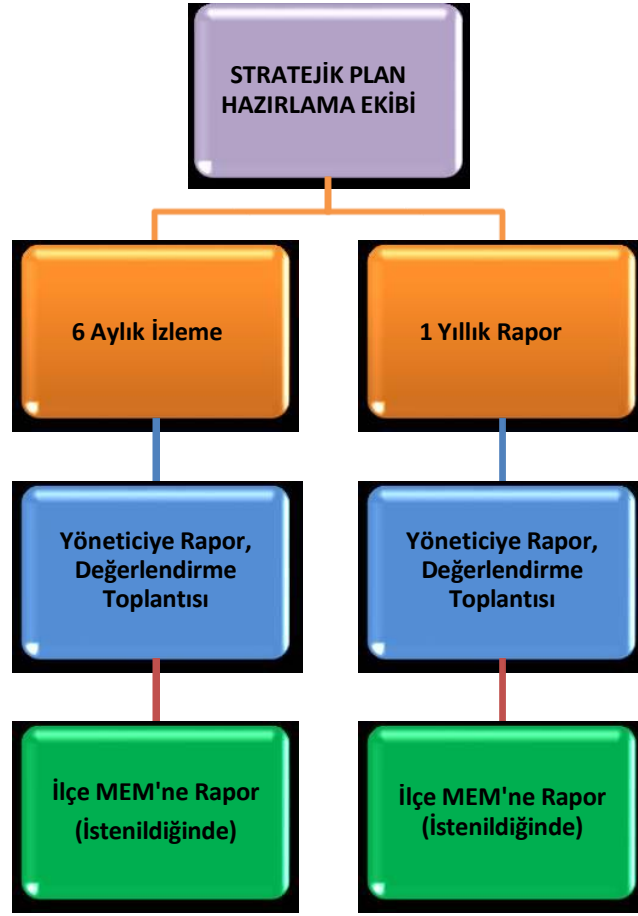 STRATEJİK PLAN
HAZIRLAMA EKİBİ
6 Aylık İzleme
1 Yıllık Rapor
Yöneticiye Rapor,
Değerlendirme
Toplantısı
Yöneticiye Rapor,
Değerlendirme
Toplantısı
İlçe MEM'ne Rapor
(İstenildiğinde)
İlçe MEM'ne Rapor
(İstenildiğinde)